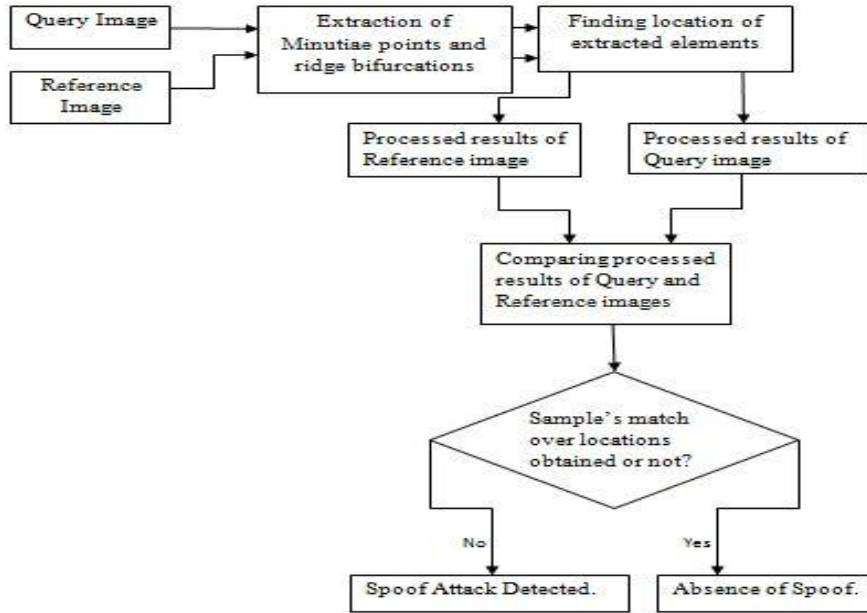 Query Image
Reference
Image
Extraction of
Minutiae points and
ridge bifurcations
Finding location of
extracted elements
Processed results of
Reference image
Processed results of
Query image
Comparing processed
results of Query and
Reference images
Sample's match
over locations
obtained or not?
No
Yes
Spoof Attack Detected.
Absence of Spoof.